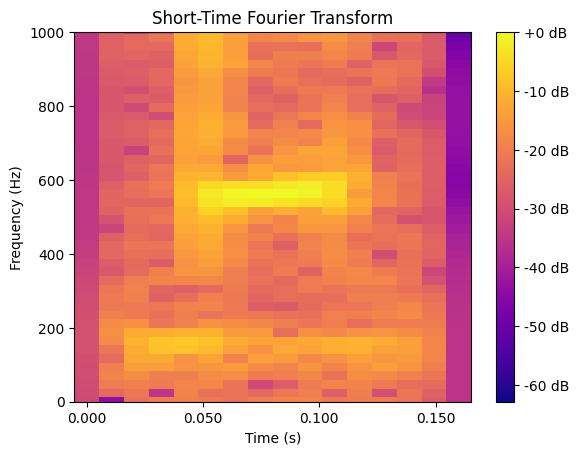 Short-Time Fourier Transform
1000
800
600
400
200
0
Frequency (Hz)
0.000
0.050
0.100
0.150
Time (s)
+0 dB
-10 dB
-20 dB
-30 dB
-40 dB
-50 dB
-60 dB